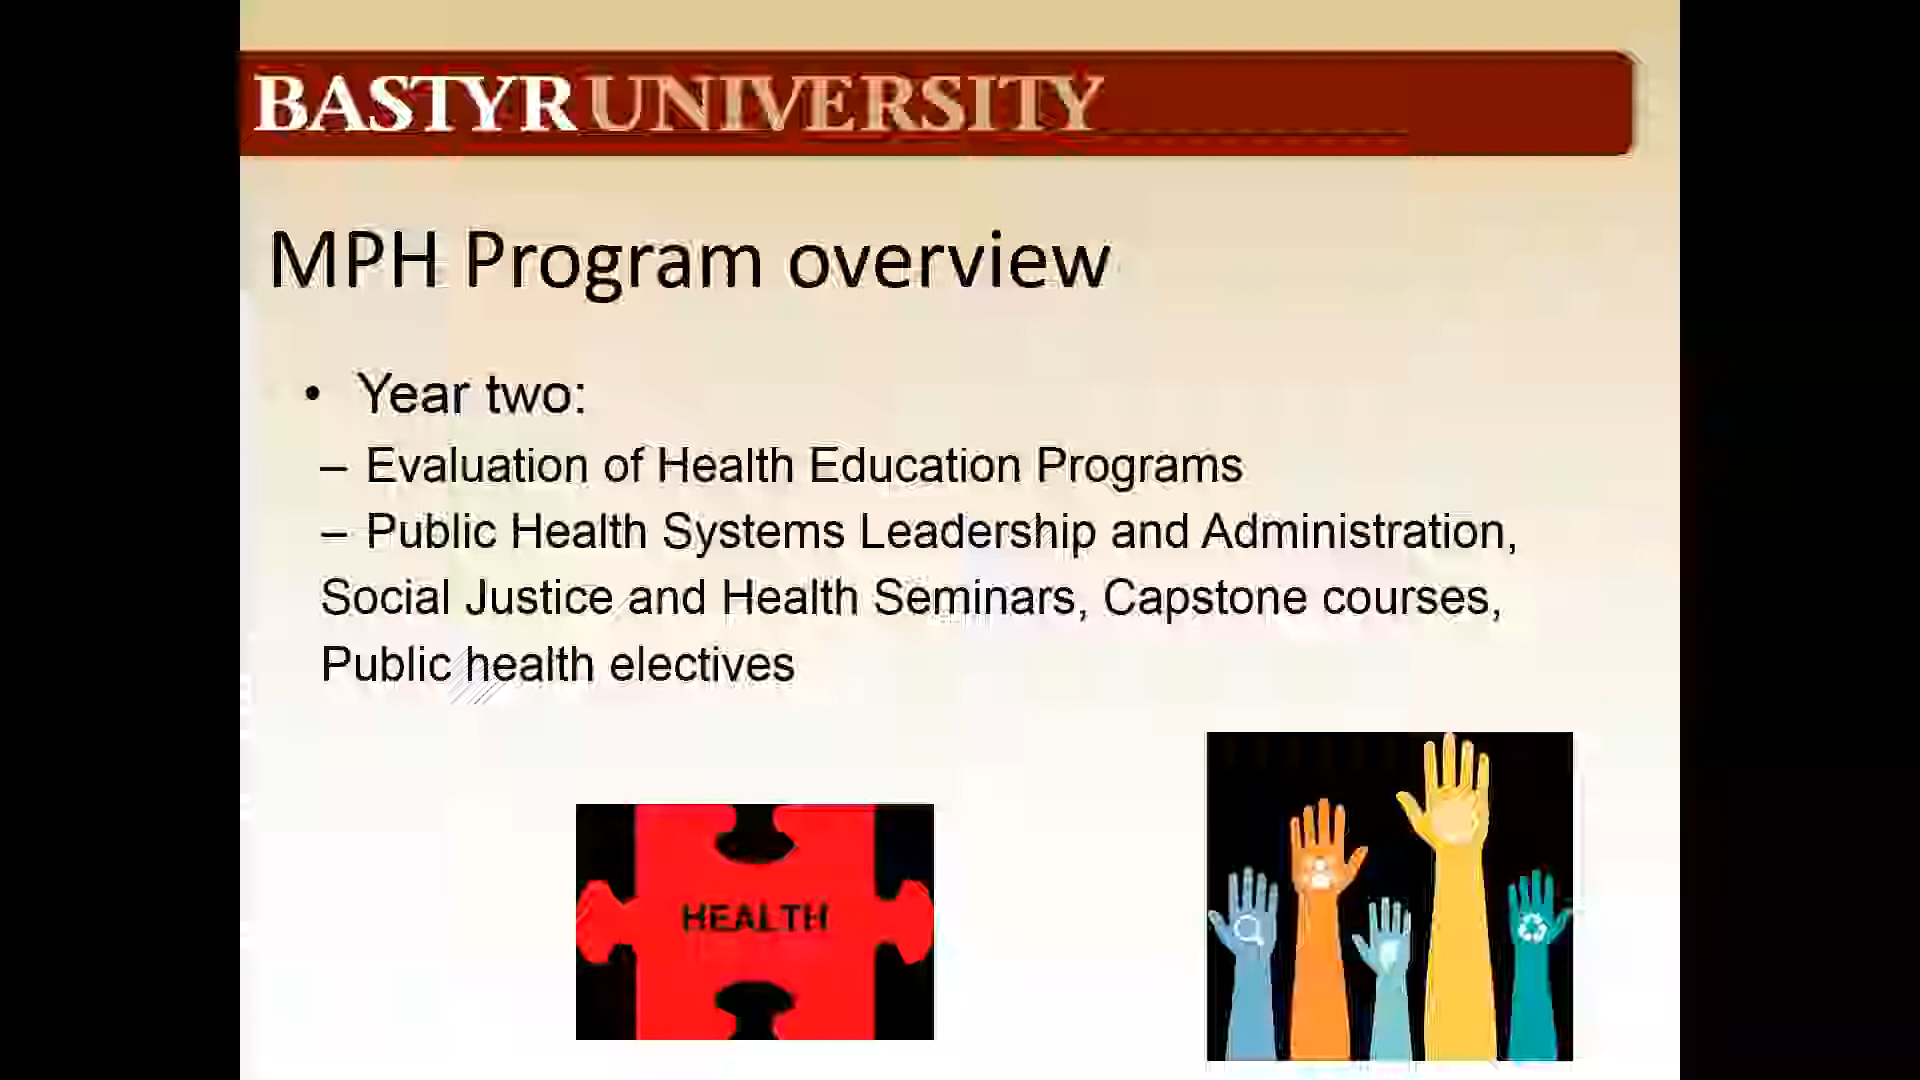 BASTYR UNIVERSITY
MPH Program overview
• Year two:
– Evaluation of Health Education Programs
– Public Health Systems Leadership and Administration,
Social Justice and Health Seminars, Capstone courses,
Public health electives
HEALTH